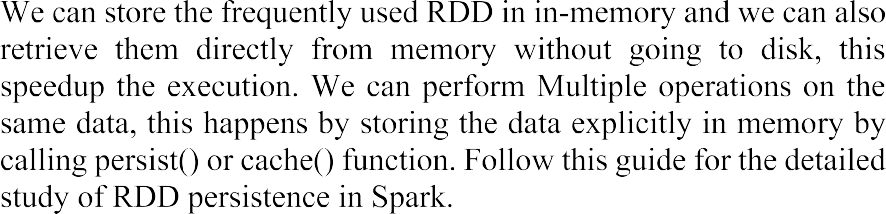 We can store the frequently used RDD in in-memory and we can also
retrieve them directly from memory without going to disk, this
speedup the execution. We can perform Multiple operations on the
same data, this happens by storing the data explicitly in memory by
calling persist() or cache() function. Follow this guide for the detailed
study of RDD persistence in Spark.